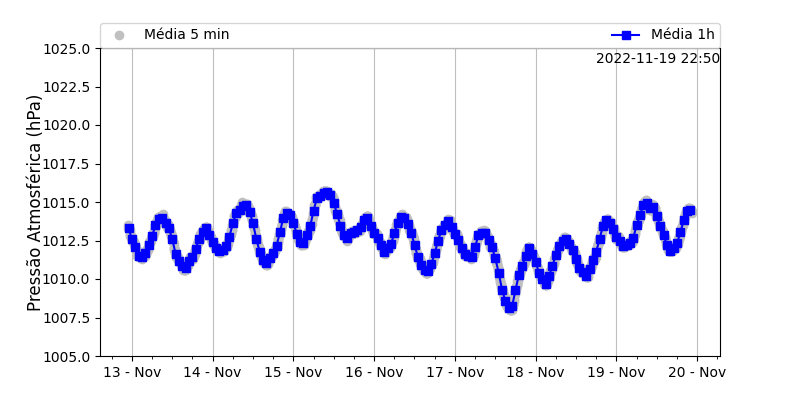 Média 5 min
Média 1h
2022-11-19 22:50
Pressão Atmosférica (hPa)
1025.0
1022.5
1020.0
1017.5
1015.0
1012.5
1010.0
1007.5
1005.0
13 - Nov
14 - Nov
15 - Nov
16 - Nov
17 - Nov
18 - Nov
19 - Nov
20 - Nov